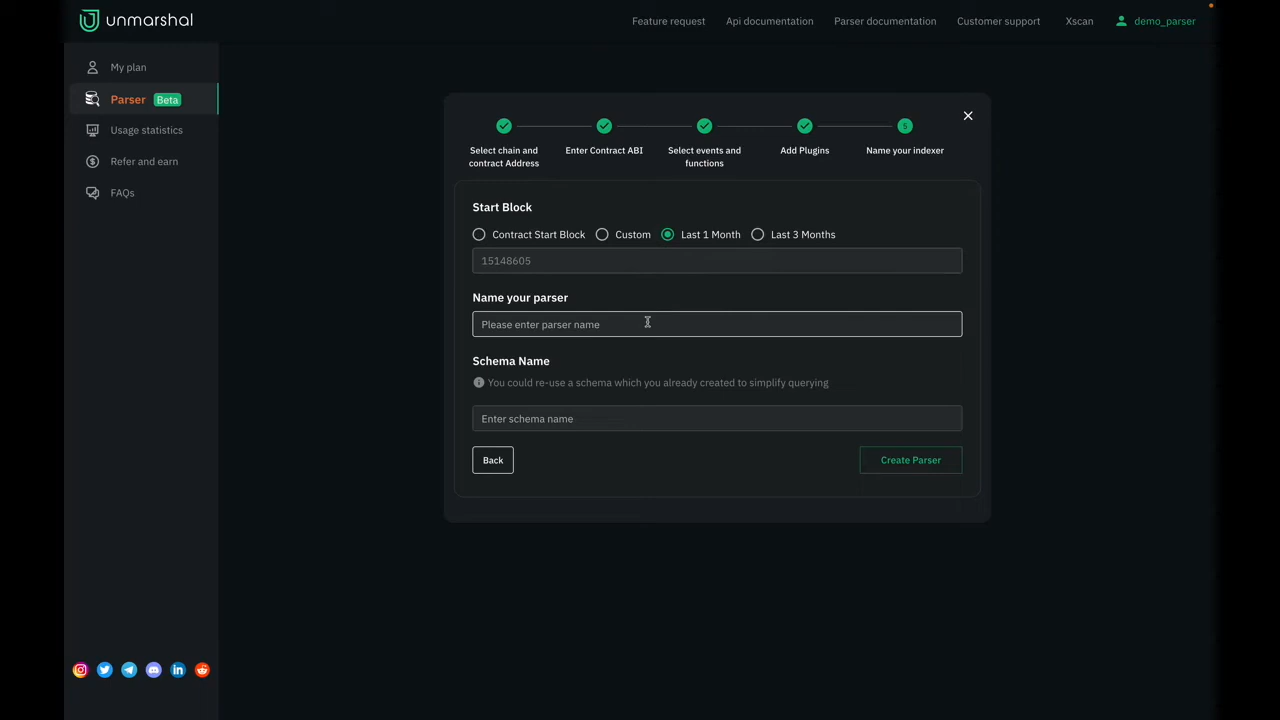 unmarshal
Feature request
Api documentation
Parser documentation
Customer support
Xscan
demo_parser
My plan
Parser Beta
Usage statistics
Refer and earn
FAQs
5
Select chain and
contract Address
Enter Contract ABI
Select events and
functions
Add Plugins
Name your indexer
Start Block
Contract Start Block
Custom
Last 1 Month
Last 3 Months
15148605
Name your parser
Please enter parser name
Schema Name
You could re-use a schema which you already created to simplify querying
Enter schema name
Back
Create Parser